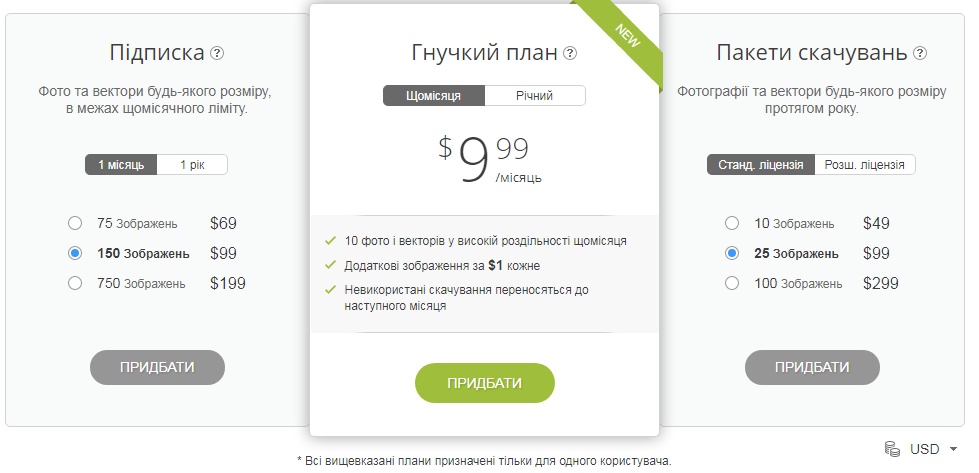 Підписка ?
Фото та вектори будь-якого розміру,
в межах щомісячного ліміту.
1 місяць 1 рік
75 Зображень $69
150 Зображень $99
750 Зображень $199
ПРИДБАТИ
NEW
Гнучкий план ?
Щомісяця Річний
$9 99
/місяць
10 фото і векторів у високій роздільності щомісяця
Додаткові зображення за $1 кожне
Невикористані скачування переносяться до
наступного місяця
ПРИДБАТИ
Пакети скачувань ?
Фотографії та вектори будь-якого розміру
протягом року.
Станд. ліцензія Розш. ліцензія
10 Зображень $49
25 Зображень $99
100 Зображень $299
ПРИДБАТИ
USD
* Всі вищевказані плани призначені тільки для одного користувача.